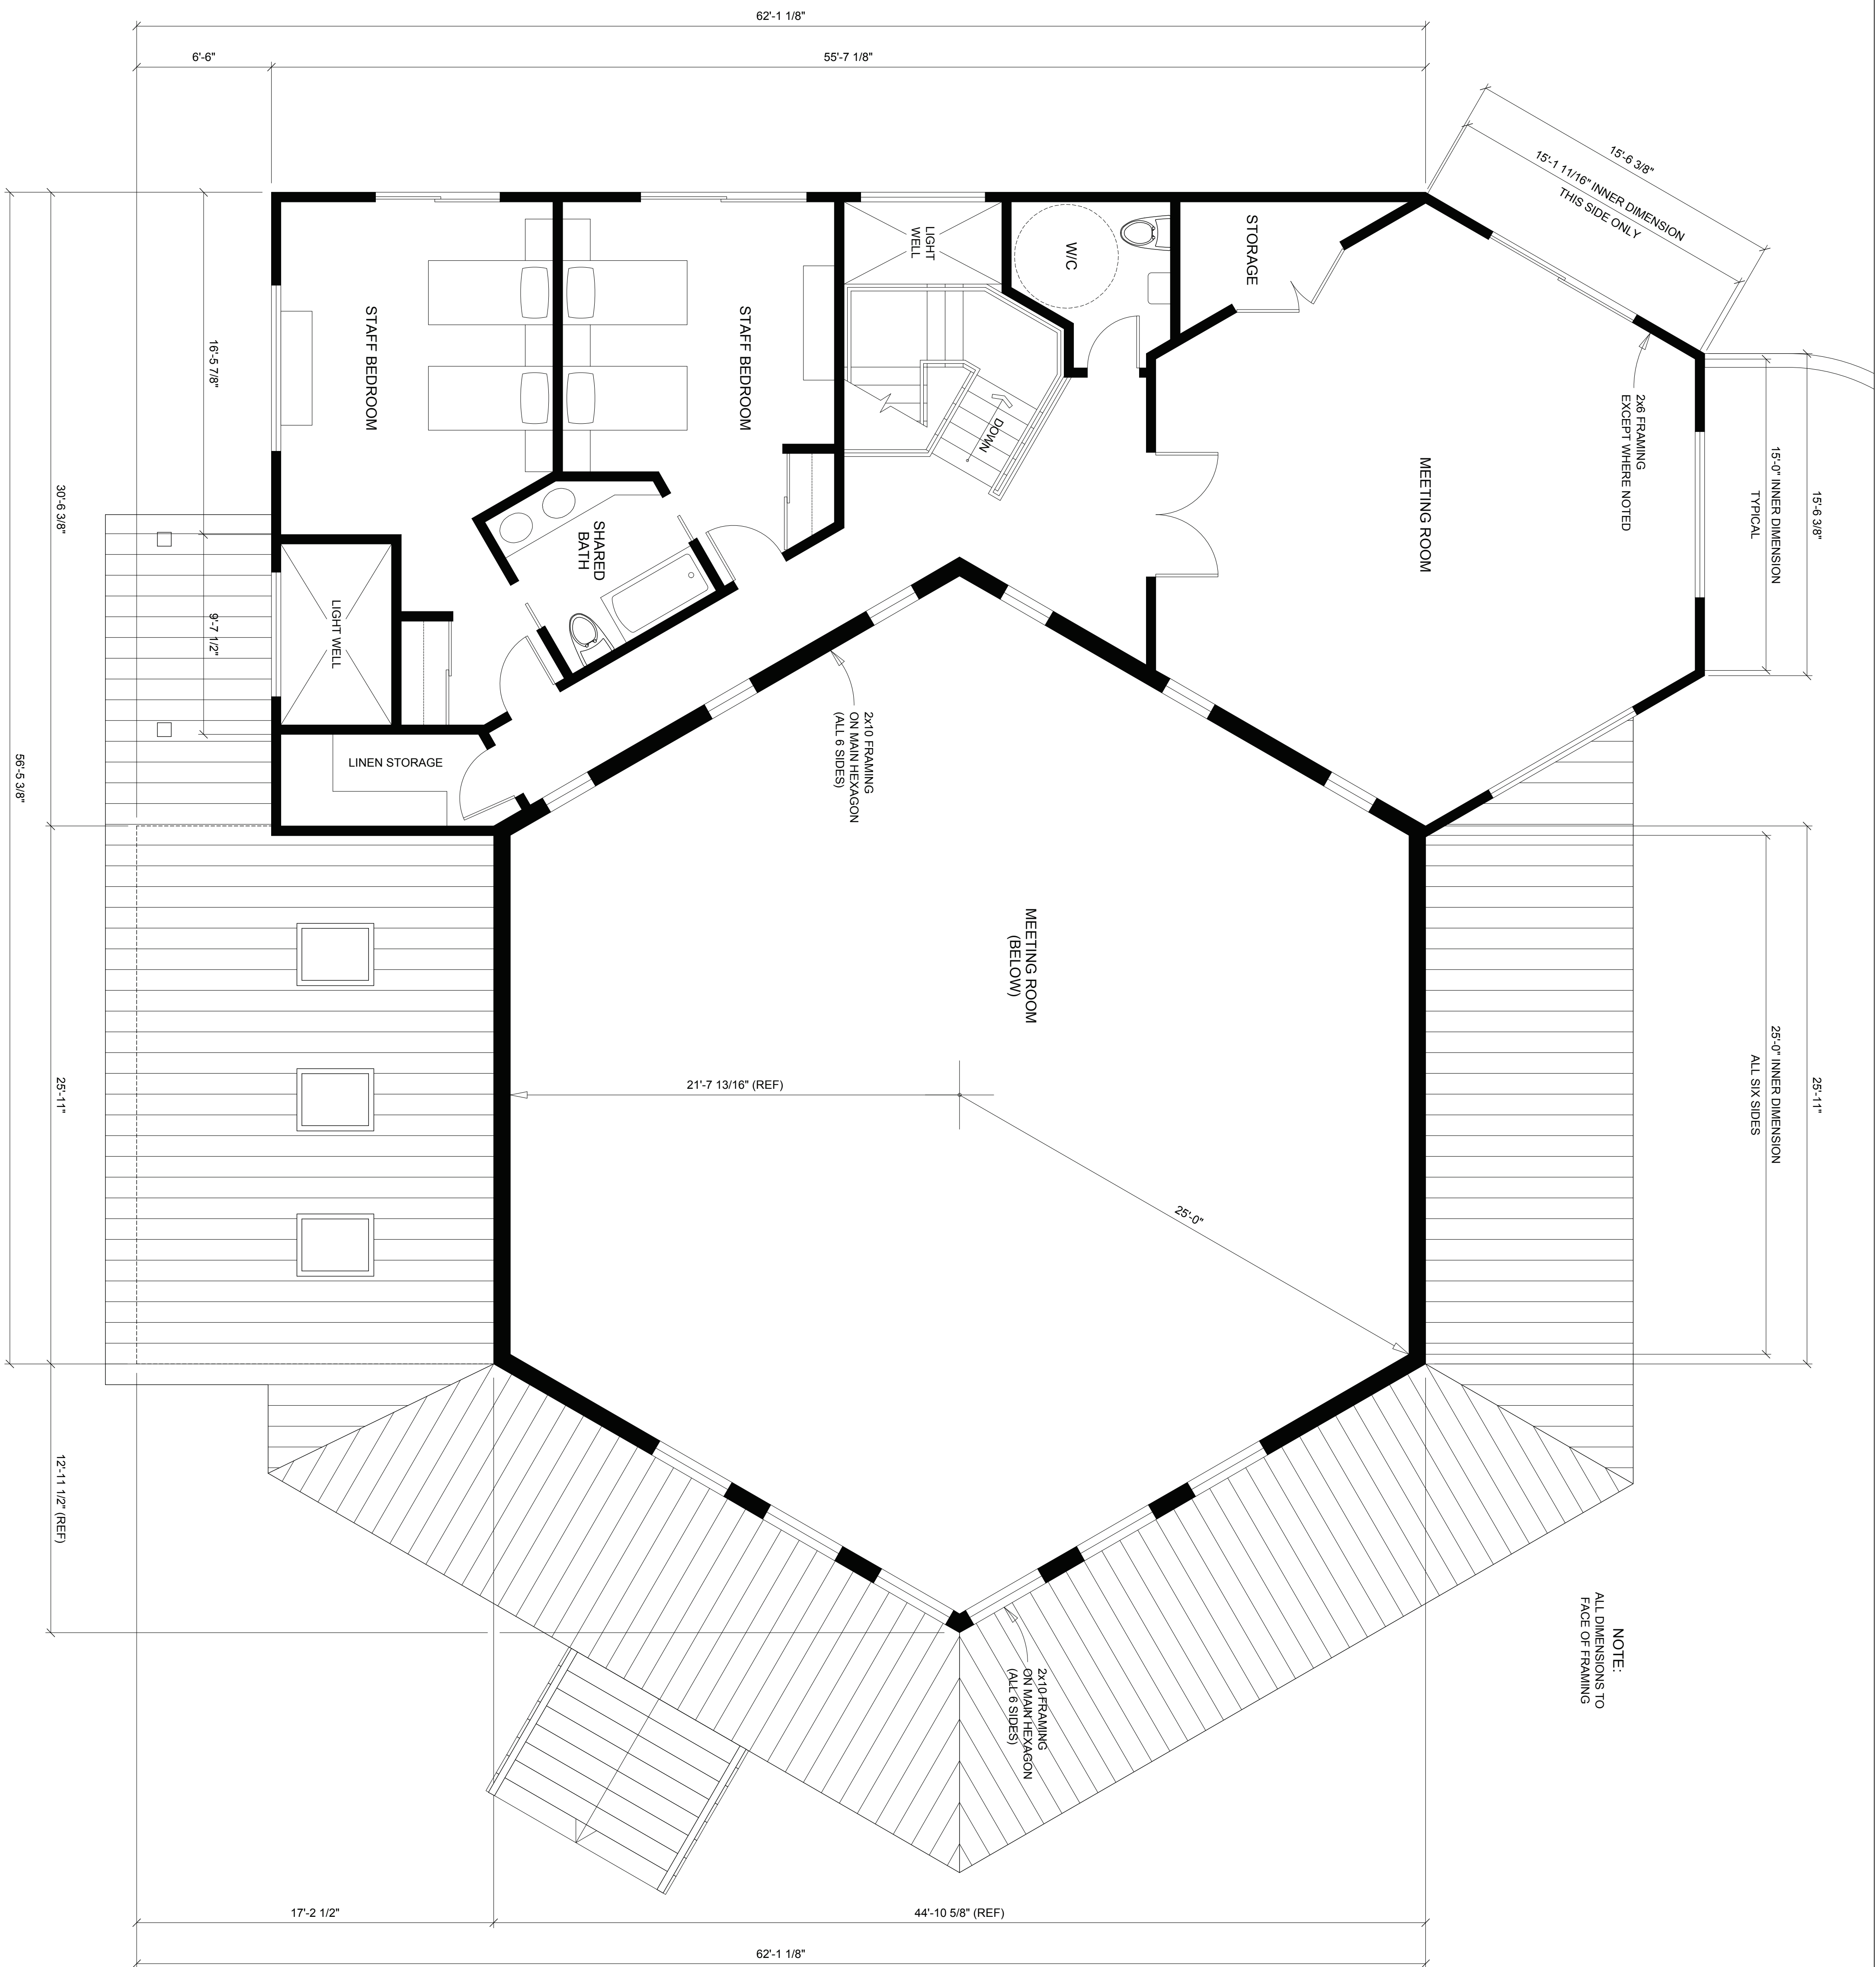 62'-1 1/8"
6'-6"
55'-7 1/8"
15'-6 3/8"
15'-1 11/16" INNER DIMENSION
THIS SIDE ONLY
STORAGE
W/C
LIGHT
WELL
STAFF BEDROOM
STAFF BEDROOM
16'-5 7/8"
30'-6 3/8"
56'-5 3/8"
9'-7 1/2"
DOWN
MEETING ROOM
2x6 FRAMING
EXCEPT WHERE NOTED
15'-0" INNER DIMENSION
TYPICAL
15'-6 3/8"
SHARED
BATH
LIGHT WELL
LINEN STORAGE
2x10 FRAMING
ON MAIN HEXAGON
(ALL 6 SIDES)
MEETING ROOM
(BELOW)
21'-7 13/16" (REF)
25'-0"
25'-0" INNER DIMENSION
ALL SIX SIDES
25'-11"
25'-11"
12'-11 1/2" (REF)
2x10 FRAMING
ON MAIN HEXAGON
(ALL 6 SIDES)
NOTE:
ALL DIMENSIONS TO
FACE OF FRAMING
17'-2 1/2"
44'-10 5/8" (REF)
62'-1 1/8"